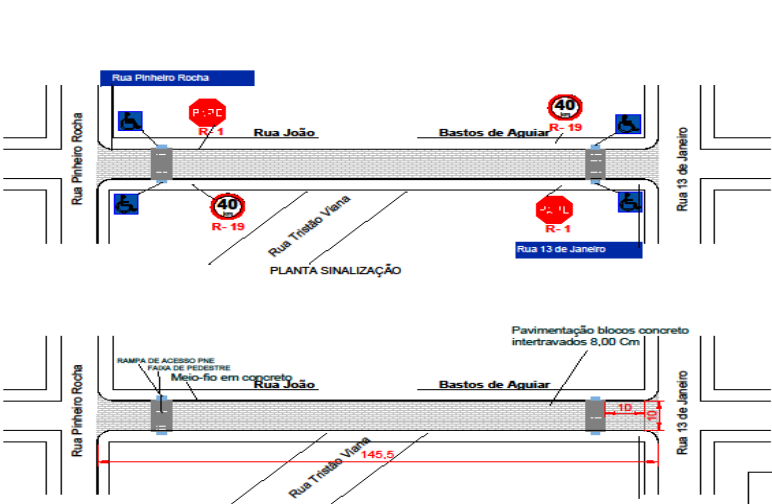 Rua Pinheiro Rocha
Rua Pinheiro Rocha
R-1
Rua João
Bastos de Aguiar
40
km
R-19
Rua 13 de Janeiro
40
km
R-19
Rua Tristão Viana
R-1
Rua 13 de Janeiro
PLANTA SINALIZAÇÃO
Pavimentação blocos concreto
intertravados 8,00 Cm
RAMPA DE ACESSO PNE
FAIXA DE PEDESTRE
Meio-fio em concreto
Rua João
Bastos de Aguiar
Rua Pinheiro Rocha
10
10
Rua 13 de Janeiro
145,5
Rua Tristão Viana